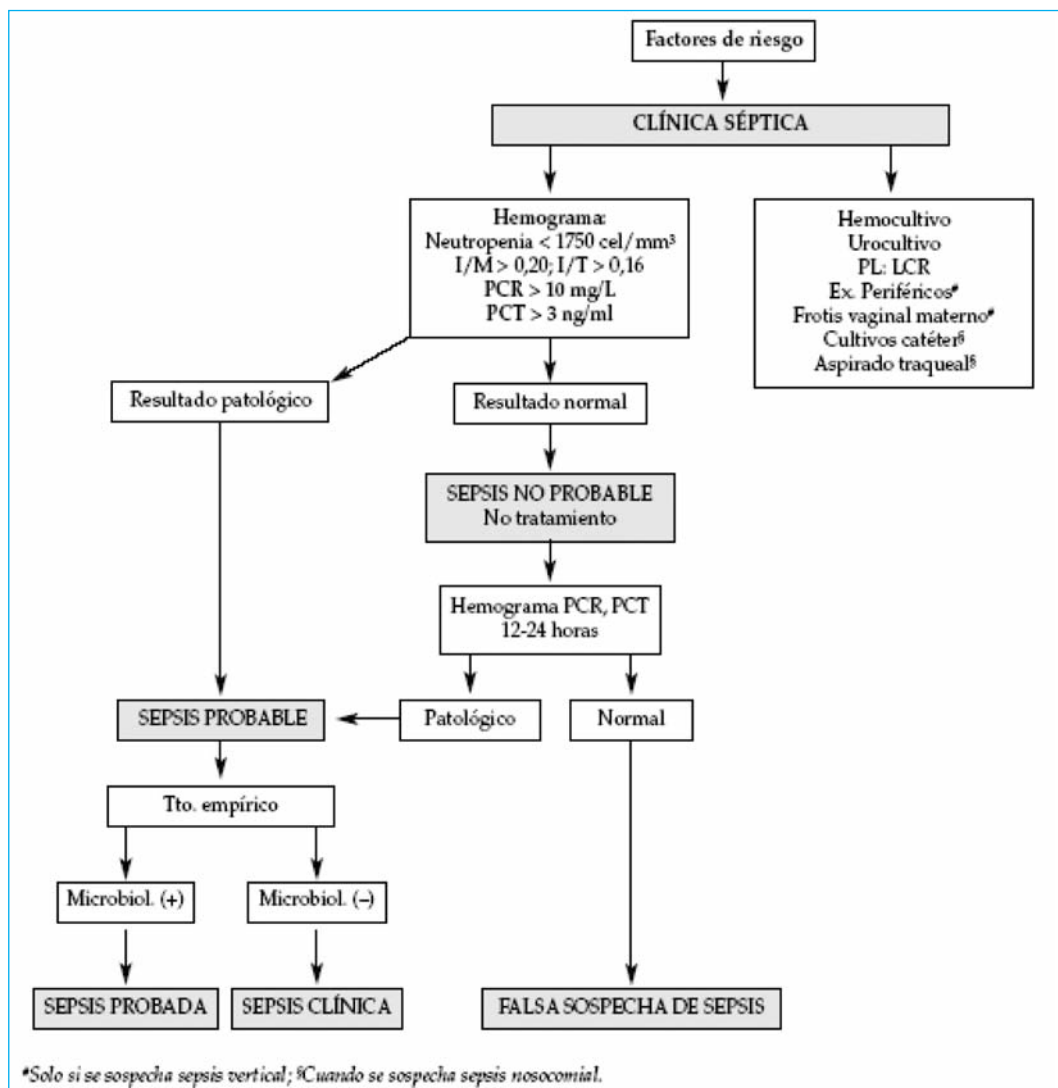 Factores de riesgo
CLÍNICA SÉPTICA
Hemograma:
Neutropenia < 1750 cel/mm³
I/M > 0,20; I/T > 0,16
PCR > 10 mg/L
PCT > 3 ng/ml
Hemocultivo
Urocultivo
PL: LCR
Ex. Periféricos#
Frotis vaginal materno#
Cultivos catéter§
Aspirado traqueal§
Resultado patológico
Resultado normal
SEPSIS NO PROBABLE
No tratamiento
Hemograma PCR, PCT
12-24 horas
SEPSIS PROBABLE
Patológico
Normal
Tto. empírico
Microbiol. (+)
Microbiol. (–)
SEPSIS PROBADA
SEPSIS CLÍNICA
FALSA SOSPECHA DE SEPSIS
#Solo si se sospecha sepsis vertical; §Cuando se sospecha sepsis nosocomial.